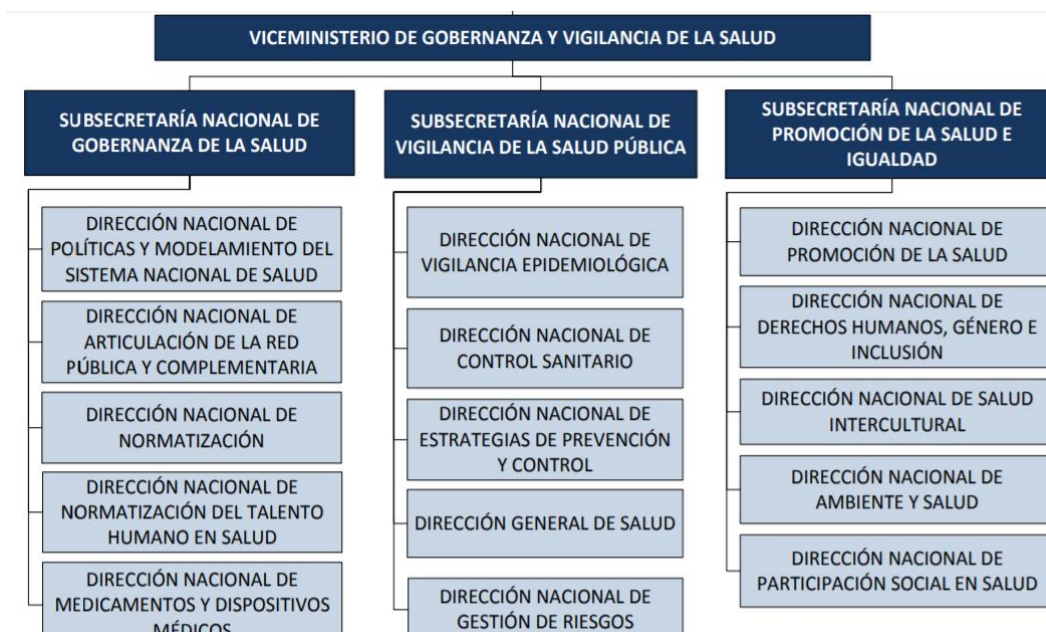 VICEMINISTERIO DE GOBERNANZA Y VIGILANCIA DE LA SALUD
SUBSECRETARÍA NACIONAL DE
GOBERNANZA DE LA SALUD
DIRECCIÓN NACIONAL DE
POLÍTICAS Y MODELAMIENTO DEL
SISTEMA NACIONAL DE SALUD
DIRECCIÓN NACIONAL DE
ARTICULACIÓN DE LA RED
PÚBLICA Y COMPLEMENTARIA
DIRECCIÓN NACIONAL DE
NORMATIZACIÓN
DIRECCIÓN NACIONAL DE
NORMATIZACIÓN DEL TALENTO
HUMANO EN SALUD
DIRECCIÓN NACIONAL DE
MEDICAMENTOS Y DISPOSITIVOS
MÉDICOS
SUBSECRETARÍA NACIONAL DE
VIGILANCIA DE LA SALUD PÚBLICA
DIRECCIÓN NACIONAL DE
VIGILANCIA EPIDEMIOLÓGICA
DIRECCIÓN NACIONAL DE
CONTROL SANITARIO
DIRECCIÓN NACIONAL DE
ESTRATEGIAS DE PREVENCIÓN
Y CONTROL
DIRECCIÓN GENERAL DE SALUD
DIRECCIÓN NACIONAL DE
GESTIÓN DE RIESGOS
SUBSECRETARÍA NACIONAL DE
PROMOCIÓN DE LA SALUD E
IGUALDAD
DIRECCIÓN NACIONAL DE
PROMOCIÓN DE LA SALUD
DIRECCIÓN NACIONAL DE
DERECHOS HUMANOS, GÉNERO E
INCLUSIÓN
DIRECCIÓN NACIONAL DE SALUD
INTERCULTURAL
DIRECCIÓN NACIONAL DE
AMBIENTE Y SALUD
DIRECCIÓN NACIONAL DE
PARTICIPACIÓN SOCIAL EN SALUD